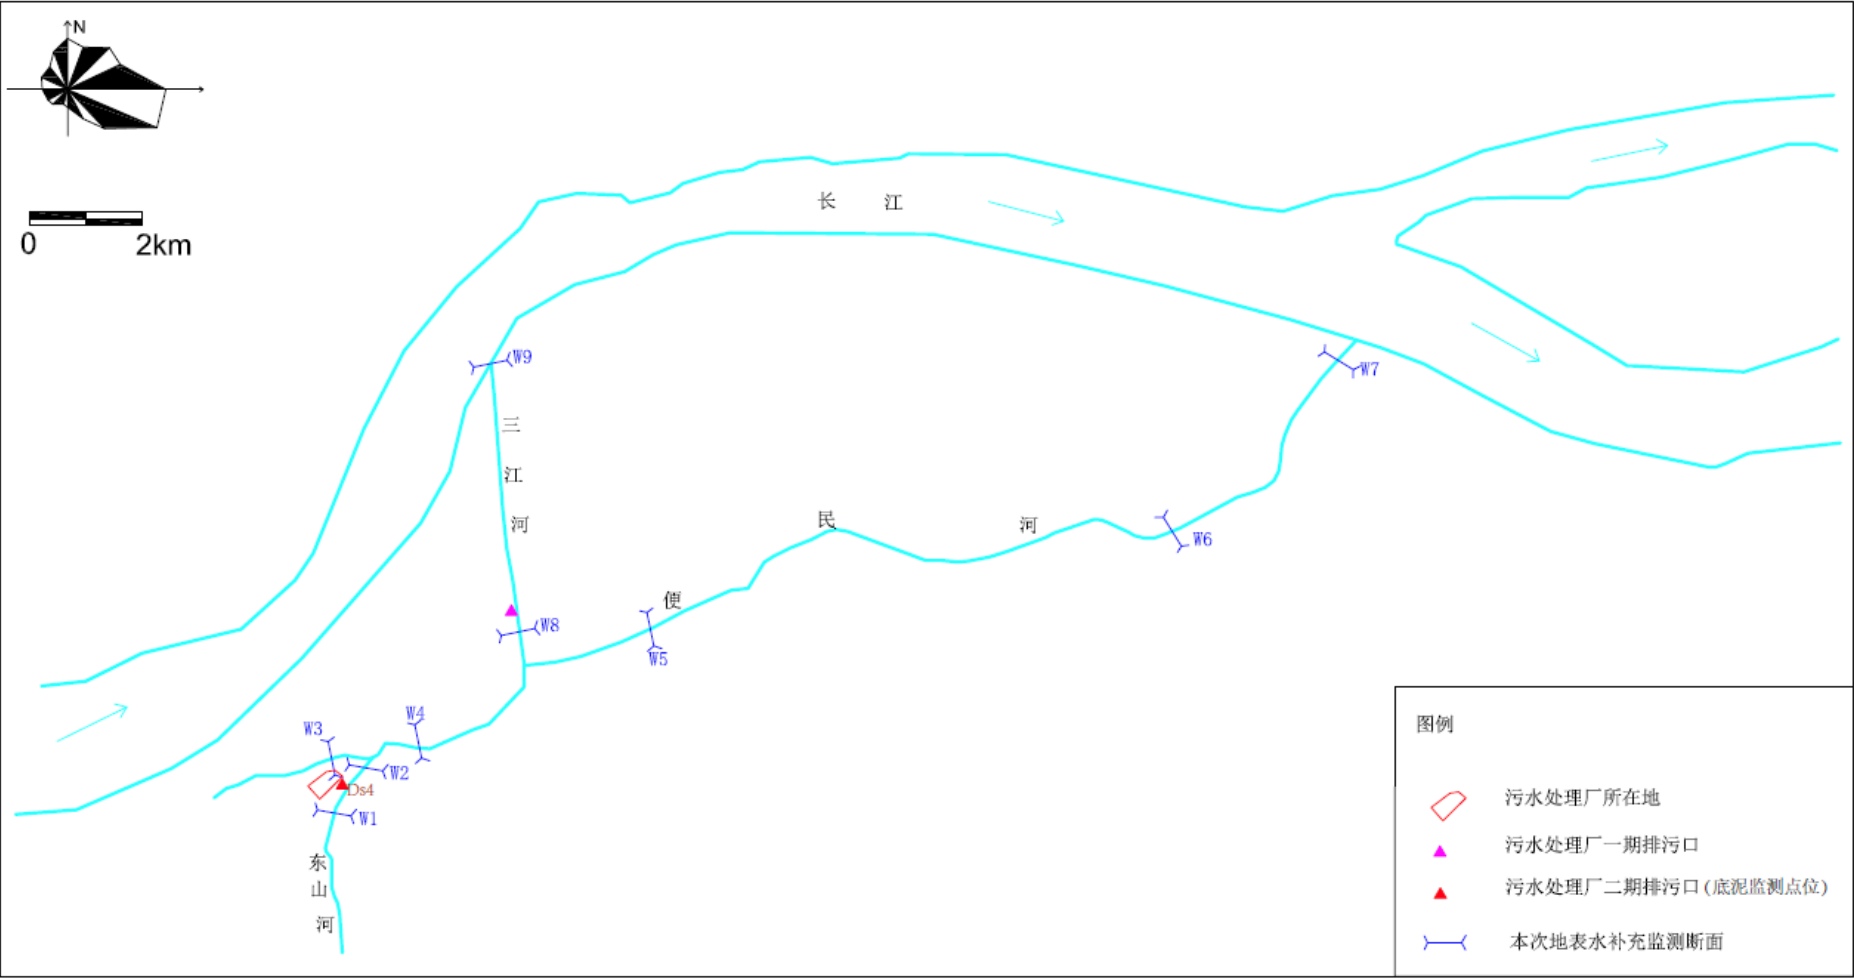 N
0 2km
长 江
W9
W7
三
江
河
民 河
W6
便
W8
W5
W4
W3
W2
Ds4
W1
东
山
河
图例
污水处理厂所在地
污水处理厂一期排污口
污水处理厂二期排污口(底泥监测点位)
本次地表水补充监测断面